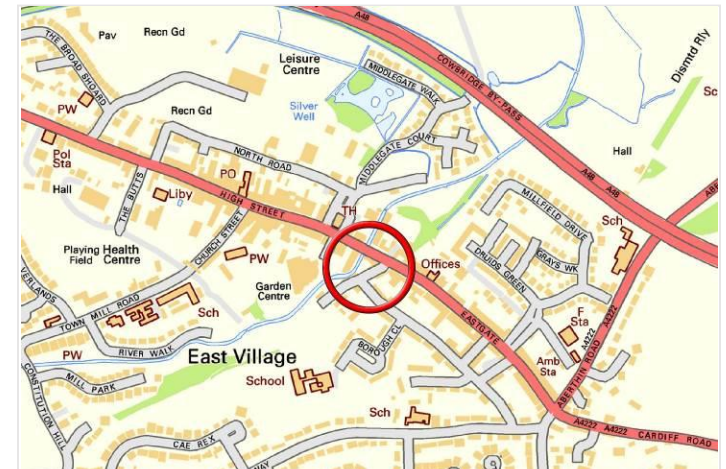 A48
THE BROAD SHOARD
Pav
Recn Gd
Leisure
Centre
MIDDLEGATE WALK
COWBRIDGE BY-PASS
Dismtd Rly
Sc
PW
Recn Gd
Silver
Well
MIDDLEGATE COURT
Hall
A48
Pol
Sta
Hall
NORTH ROAD
PO
Liby
THE BUTTS
HIGH STREET
TH
MILLFIELD DRIVE
Sch
Playing
Field
Health
Centre
CHURCH STREET
PW
Offices
DRUIDS GREEN
GRAYS WK
Garden
Centre
TOWN MILL ROAD
Sch
EASTGATE
F
Sta
A4222
PW
RIVER WALK
East Village
BOROUGH CL
Amb
Sta
ABERTHIN ROAD
A4222
MILL PARK
School
CONSTITUTION HILL
Sch
A4222
A4222
CARDIFF ROAD
CAE REX